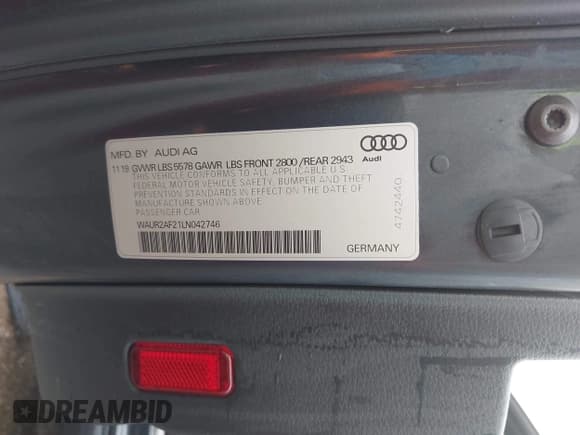 MFD. BY AUDI AG
11 19 GVWR LBS 5578 GAWR LBS FRONT 2800 /REAR 2943
THIS VEHICLE CONFORMS TO ALL APPLICABLE U S
FEDERAL MOTOR VEHICLE SAFETY, BUMPER AND THEFT
PREVENTION STANDARDS IN EFFECT ON THE DATE OF
MANUFACTURE SHOWN ABOVE.
PASSENGER CAR
WAUR2AF21LN042746
Audi
4742440
GERMANY
DREAMBID